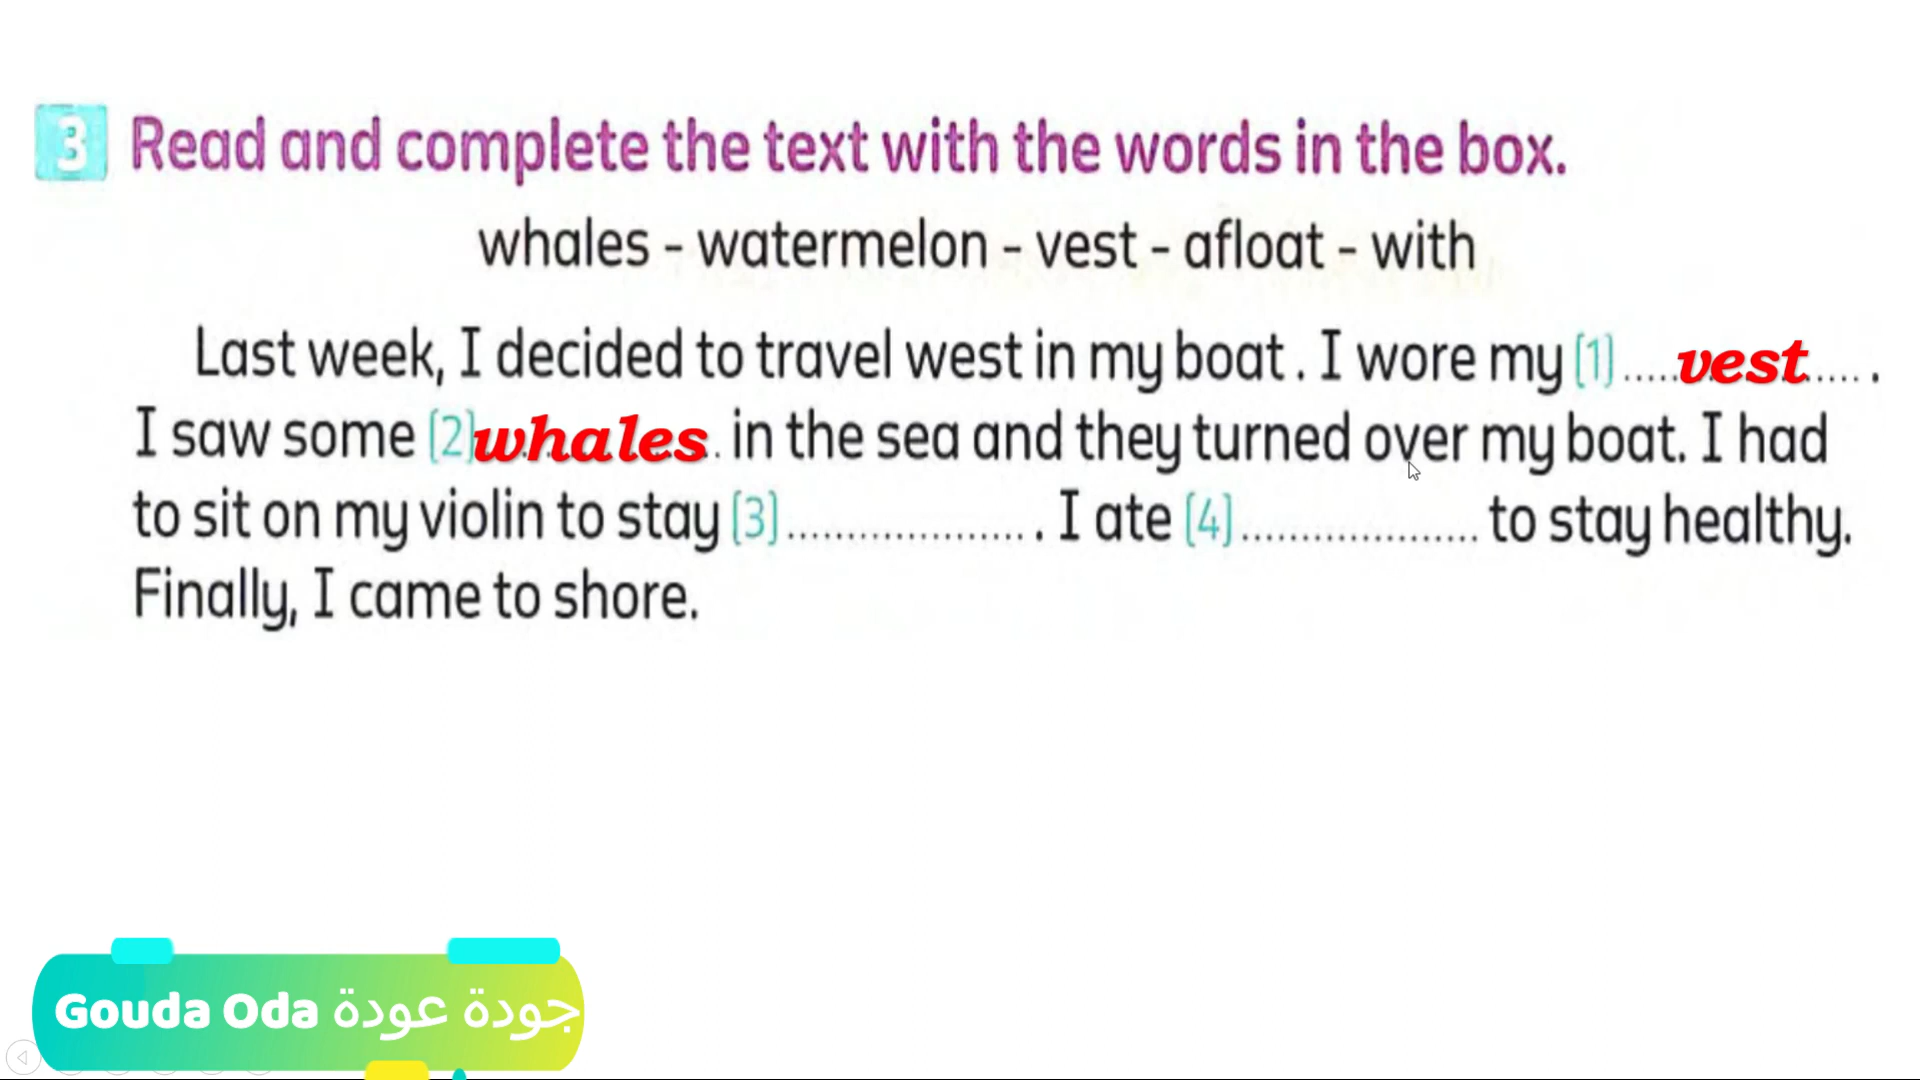 3 Read and complete the text with the words in the box.
whales - watermelon - vest - afloat - with
Last week, I decided to travel west in my boat . I wore my (1) ..... vest .... .
I saw some (2) whales . in the sea and they turned over my boat. I had
to sit on my violin to stay (3) .................... . I ate (4) .................... to stay healthy.
Finally, I came to shore.
Gouda Oda جودة عودة